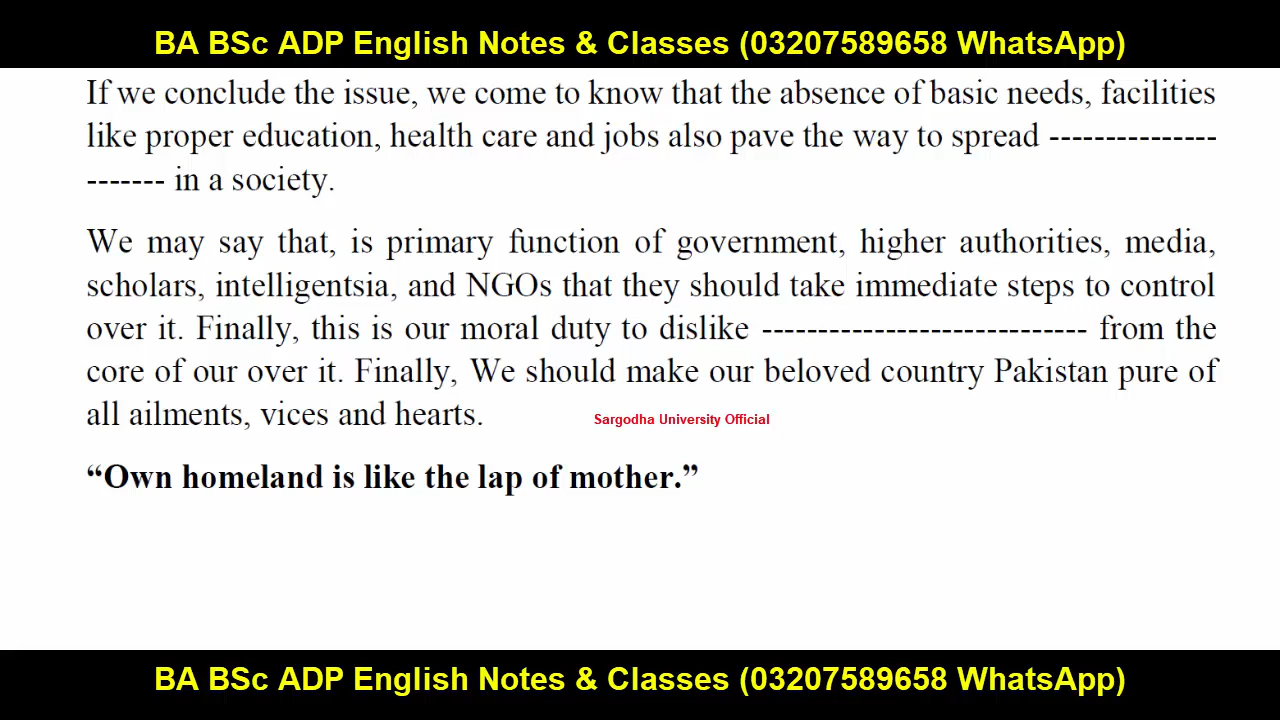 BA BSc ADP English Notes & Classes (03207589658 WhatsApp)
If we conclude the issue, we come to know that the absence of basic needs, facilities
like proper education, health care and jobs also pave the way to spread ---------------
------- in a society.
We may say that, is primary function of government, higher authorities, media,
scholars, intelligentsia, and NGOs that they should take immediate steps to control
over it. Finally, this is our moral duty to dislike ----------------------------- from the
core of our over it. Finally, We should make our beloved country Pakistan pure of
all ailments, vices and hearts.
Sargodha University Official
“Own homeland is like the lap of mother.”
BA BSc ADP English Notes & Classes (03207589658 WhatsApp)